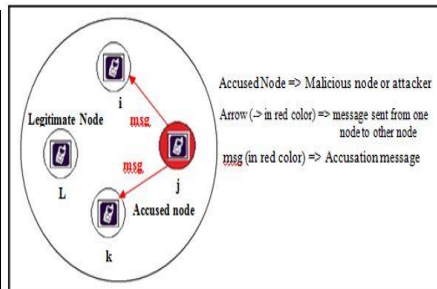 i
Legitimate Node
msg
msg
j
L
Accused node
k
Accused Node => Malicious node or attacker
Arrow (-> in red color) => message sent from one
node to other node
msg (in red color) => Accusation message